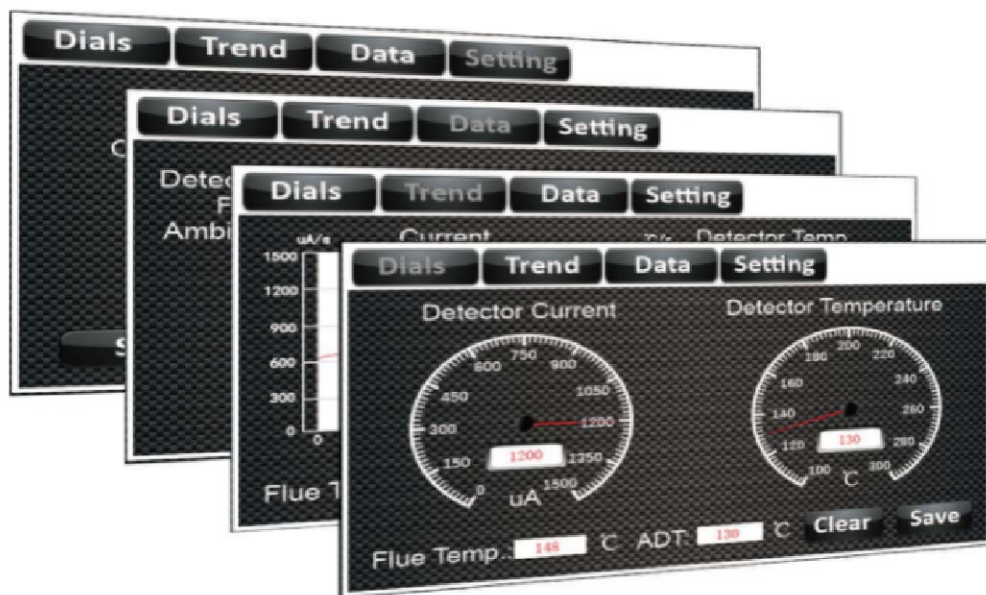 Dials Trend Data Setting
Dials Trend Data Setting
Dials Trend Data Setting
uA/s Current ℃/s Detector Temp
1500
1200
900
600
300
0
0
Flue
Dials Trend Data Setting
Detector Current
0 150 300 450 600 750 900 1050 1200 1350 1500
1200
uA
Detector Temperature
100 120 140 160 180 200 220 240 260 280 300
130
℃
Flue Temp.: 148 ℃ ADT: 130 ℃ Clear Save